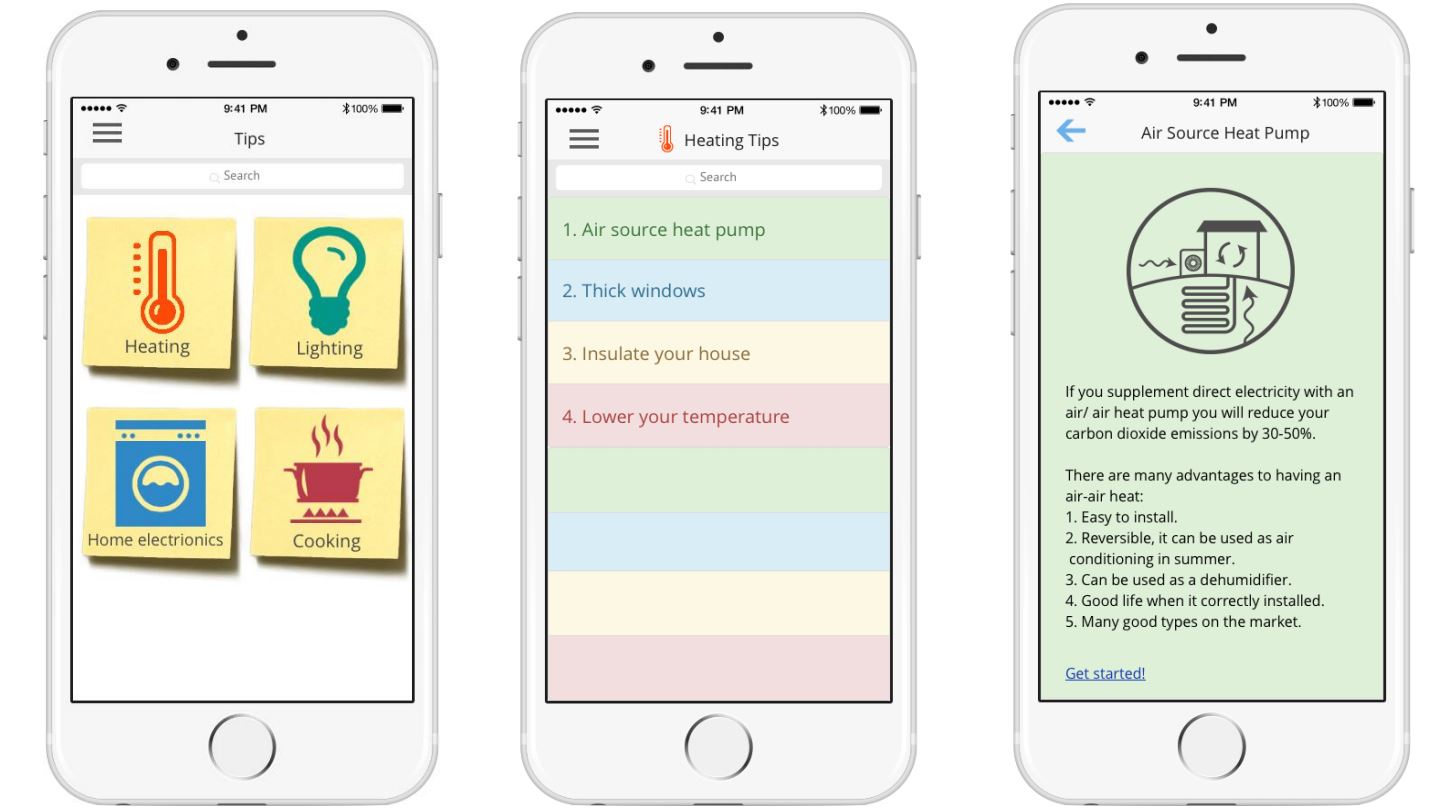 9:41 PM
100%
Tips
Search
Heating
Lighting
Home electrionics
Cooking
9:41 PM
100%
Heating Tips
Search
1. Air source heat pump
2. Thick windows
3. Insulate your house
4. Lower your temperature
9:41 PM
100%
Air Source Heat Pump
If you supplement direct electricity with an
air/ air heat pump you will reduce your
carbon dioxide emissions by 30-50%.
There are many advantages to having an
air-air heat:
1. Easy to install.
2. Reversible, it can be used as air
conditioning in summer.
3. Can be used as a dehumidifier.
4. Good life when it correctly installed.
5. Many good types on the market.
Get started!